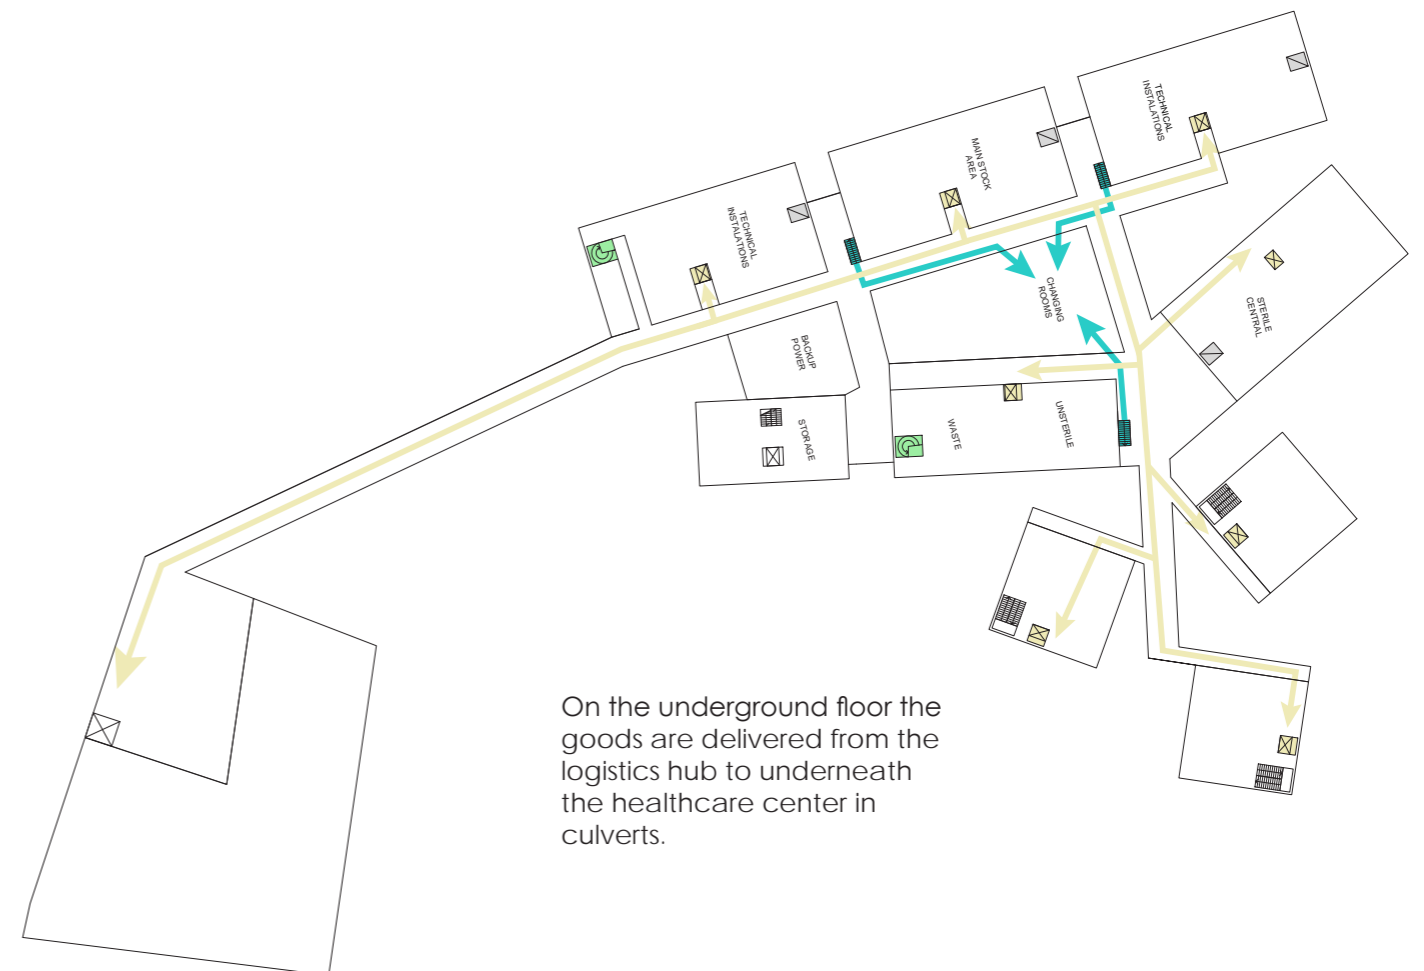 TECHNICAL
INSTALATIONS
MAIN STOCK
AREA
TECHNICAL
INSTALATIONS
CHANGING
ROOMS
STERILE
CENTRAL
BACKUP
POWER
STORAGE
WASTE
UNSTERILE
On the underground floor the
goods are delivered from the
logistics hub to underneath
the healthcare center in
culverts.